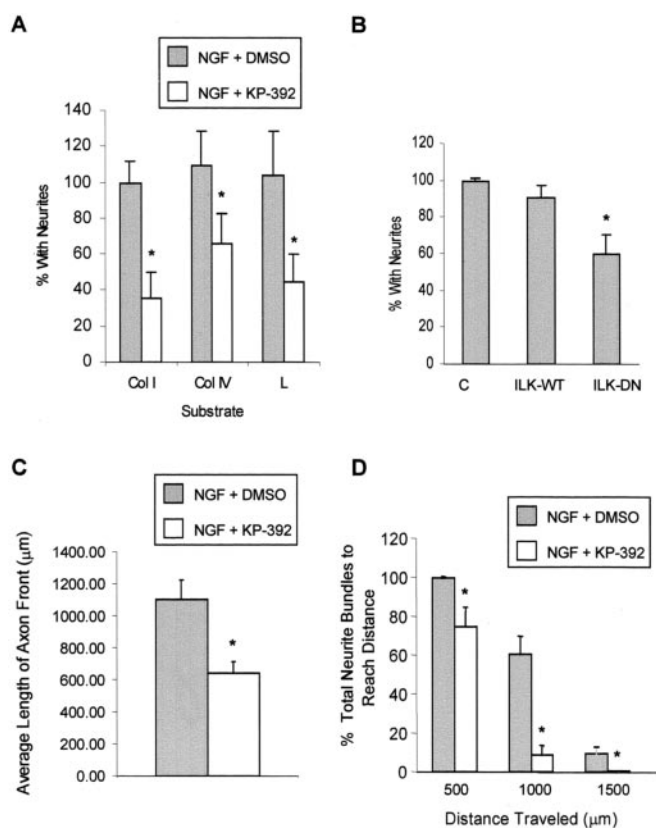 A
NGF + DMSO
NGF + KP-392
140
120
100
80
60
40
20
0
% With Neurites
*
*
*
Col I
Col IV
L
Substrate
B
120
100
80
60
40
20
0
% With Neurites
*
C
ILK-WT
ILK-DN
C
NGF + DMSO
NGF + KP-392
1400.00
1200.00
1000.00
800.00
600.00
400.00
200.00
0.00
Average Length of Axon Front (μm)
*
D
NGF + DMSO
NGF + KP-392
120
100
80
60
40
20
0
% Total Neurite Bundles to
Reach Distance
*
*
*
500
1000
1500
Distance Traveled (μm)